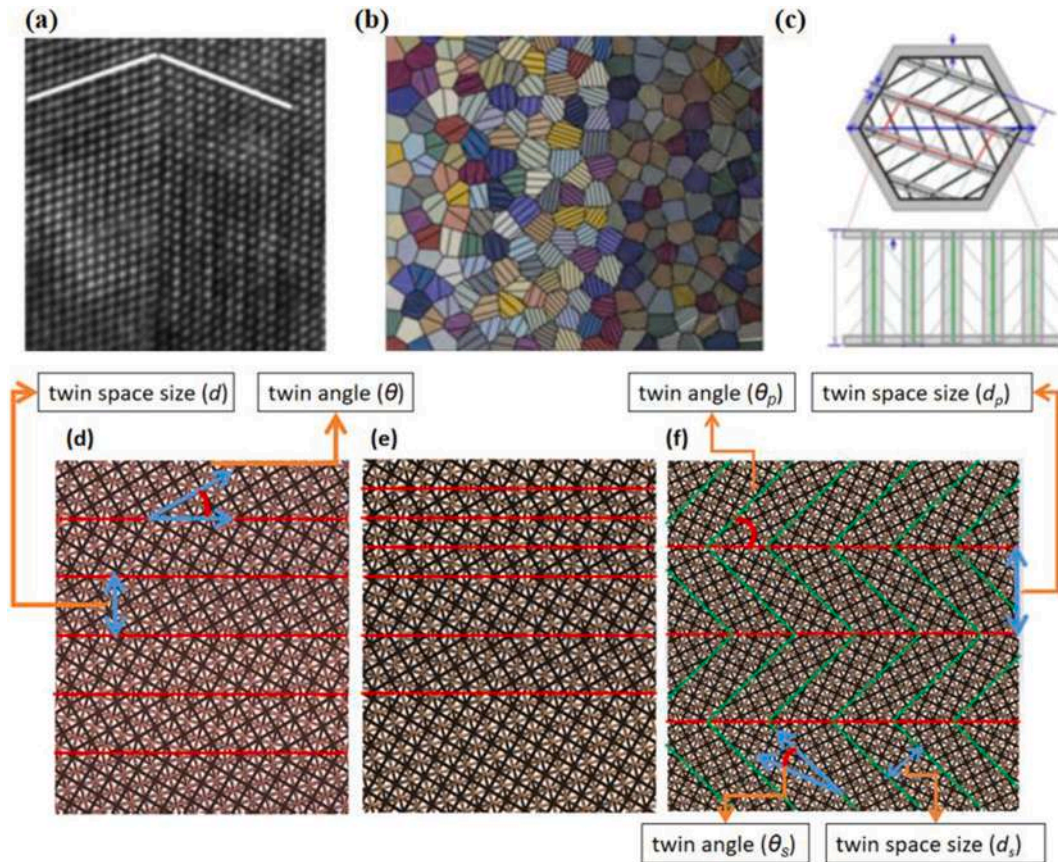 (a)
(b)
(c)
twin space size (d)
twin angle (θ)
twin angle (θp)
twin space size (dp)
(d)
(e)
(f)
twin angle (θs)
twin space size (ds)